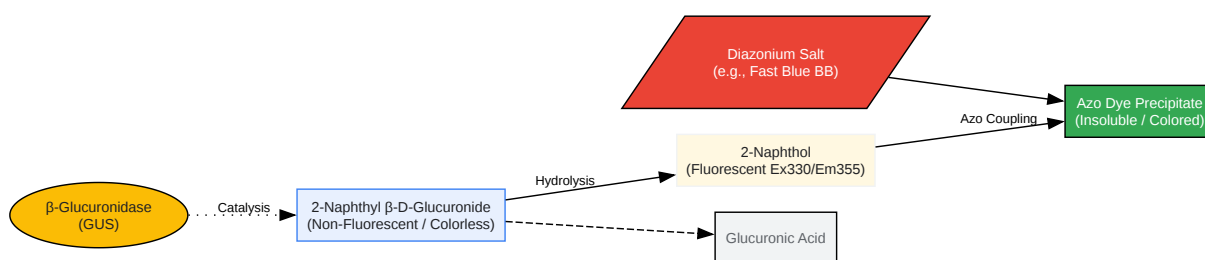 Diazonium Salt
(e.g., Fast Blue BB)
Azo Dye Precipitate
(Insoluble / Colored)
Azo Coupling
2-Naphthol
(Fluorescent Ex330/Em355)
Hydrolysis
β-Glucuronidase
(GUS)
Catalysis
2-Naphthyl β-D-Glucuronide
(Non-Fluorescent / Colorless)
Glucuronic Acid